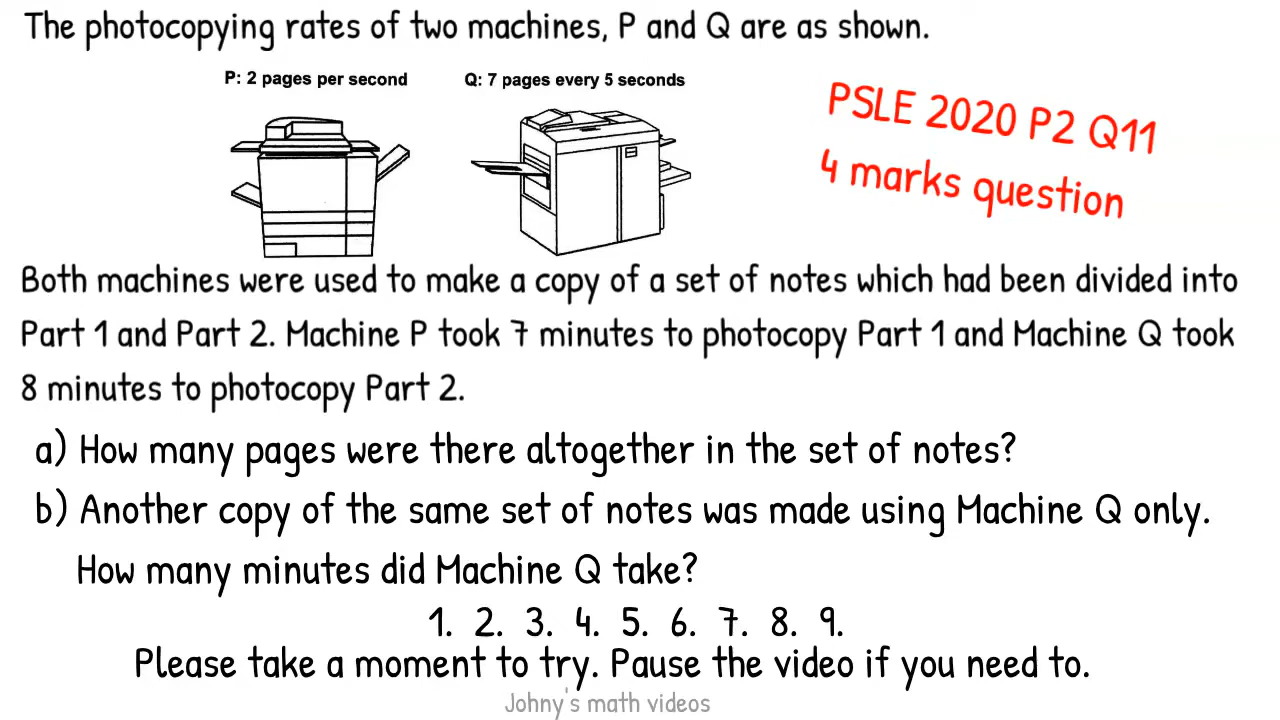 The photocopying rates of two machines, P and Q are as shown.
P: 2 pages per second
Q: 7 pages every 5 seconds
PSLE 2020 P2 Q11
4 marks question
Both machines were used to make a copy of a set of notes which had been divided into
Part 1 and Part 2. Machine P took 7 minutes to photocopy Part 1 and Machine Q took
8 minutes to photocopy Part 2.
a) How many pages were there altogether in the set of notes?
b) Another copy of the same set of notes was made using Machine Q only.
How many minutes did Machine Q take?
1. 2. 3. 4. 5. 6. 7. 8. 9.
Please take a moment to try. Pause the video if you need to.
Johny's math videos